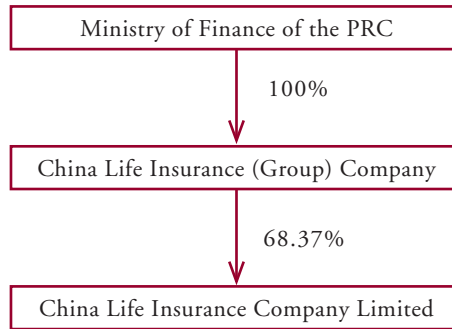 Ministry of Finance of the PRC
100%
China Life Insurance (Group) Company
68.37%
China Life Insurance Company Limited